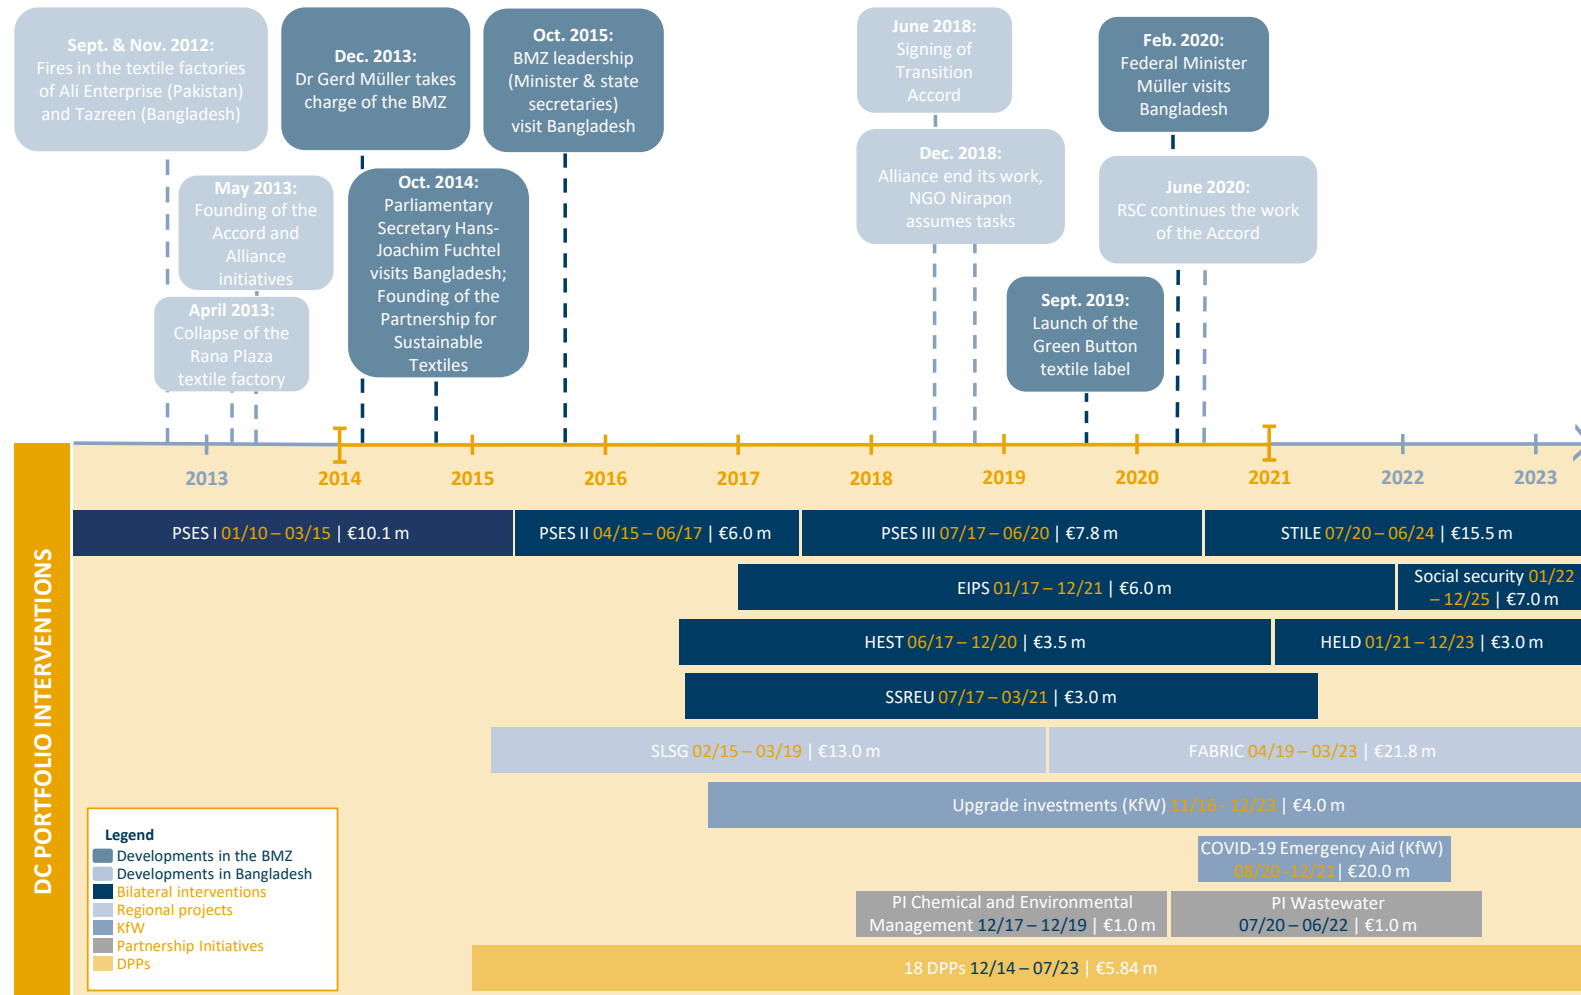 Sept. & Nov. 2012:
Fires in the textile factories
of Ali Enterprise (Pakistan)
and Tazreen (Bangladesh)
Dec. 2013:
Dr Gerd Müller takes
charge of the BMZ
Oct. 2015:
BMZ leadership
(Minister & state
secretaries)
visit Bangladesh
June 2018:
Signing of
Transition
Accord
Feb. 2020:
Federal Minister
Müller visits
Bangladesh
May 2013:
Founding of the
Accord and
Alliance
initiatives
Oct. 2014:
Parliamentary
Secretary Hans-
Joachim Fuchtel
visits Bangladesh;
Founding of the
Partnership for
Sustainable
Textiles
Dec. 2018:
Alliance end its work,
NGO Nirapon
assumes tasks
June 2020:
RSC continues the work
of the Accord
April 2013:
Collapse of the
Rana Plaza
textile factory
Sept. 2019:
Launch of the
Green Button
textile label
2013 2014 2015 2016 2017 2018 2019 2020 2021 2022 2023
DC PORTFOLIO INTERVENTIONS
PSES I 01/10 – 03/15 | €10.1 m
PSES II 04/15 – 06/17 | €6.0 m
PSES III 07/17 – 06/20 | €7.8 m
STILE 07/20 – 06/24 | €15.5 m
EIPS 01/17 – 12/21 | €6.0 m
Social security 01/22
– 12/25 | €7.0 m
HEST 06/17 – 12/20 | €3.5 m
HELD 01/21 – 12/23 | €3.0 m
SSREU 07/17 – 03/21 | €3.0 m
SLSG 02/15 – 03/19 | €13.0 m
FABRIC 04/19 – 03/23 | €21.8 m
Upgrade investments (KfW) 11/16 - 12/23 | €4.0 m
COVID-19 Emergency Aid (KfW)
08/20 -12/21| €20.0 m
PI Chemical and Environmental
Management 12/17 – 12/19 | €1.0 m
PI Wastewater
07/20 – 06/22 | €1.0 m
18 DPPs 12/14 – 07/23 | €5.84 m
Legend
Developments in the BMZ
Developments in Bangladesh
Bilateral interventions
Regional projects
KfW
Partnership Initiatives
DPPs